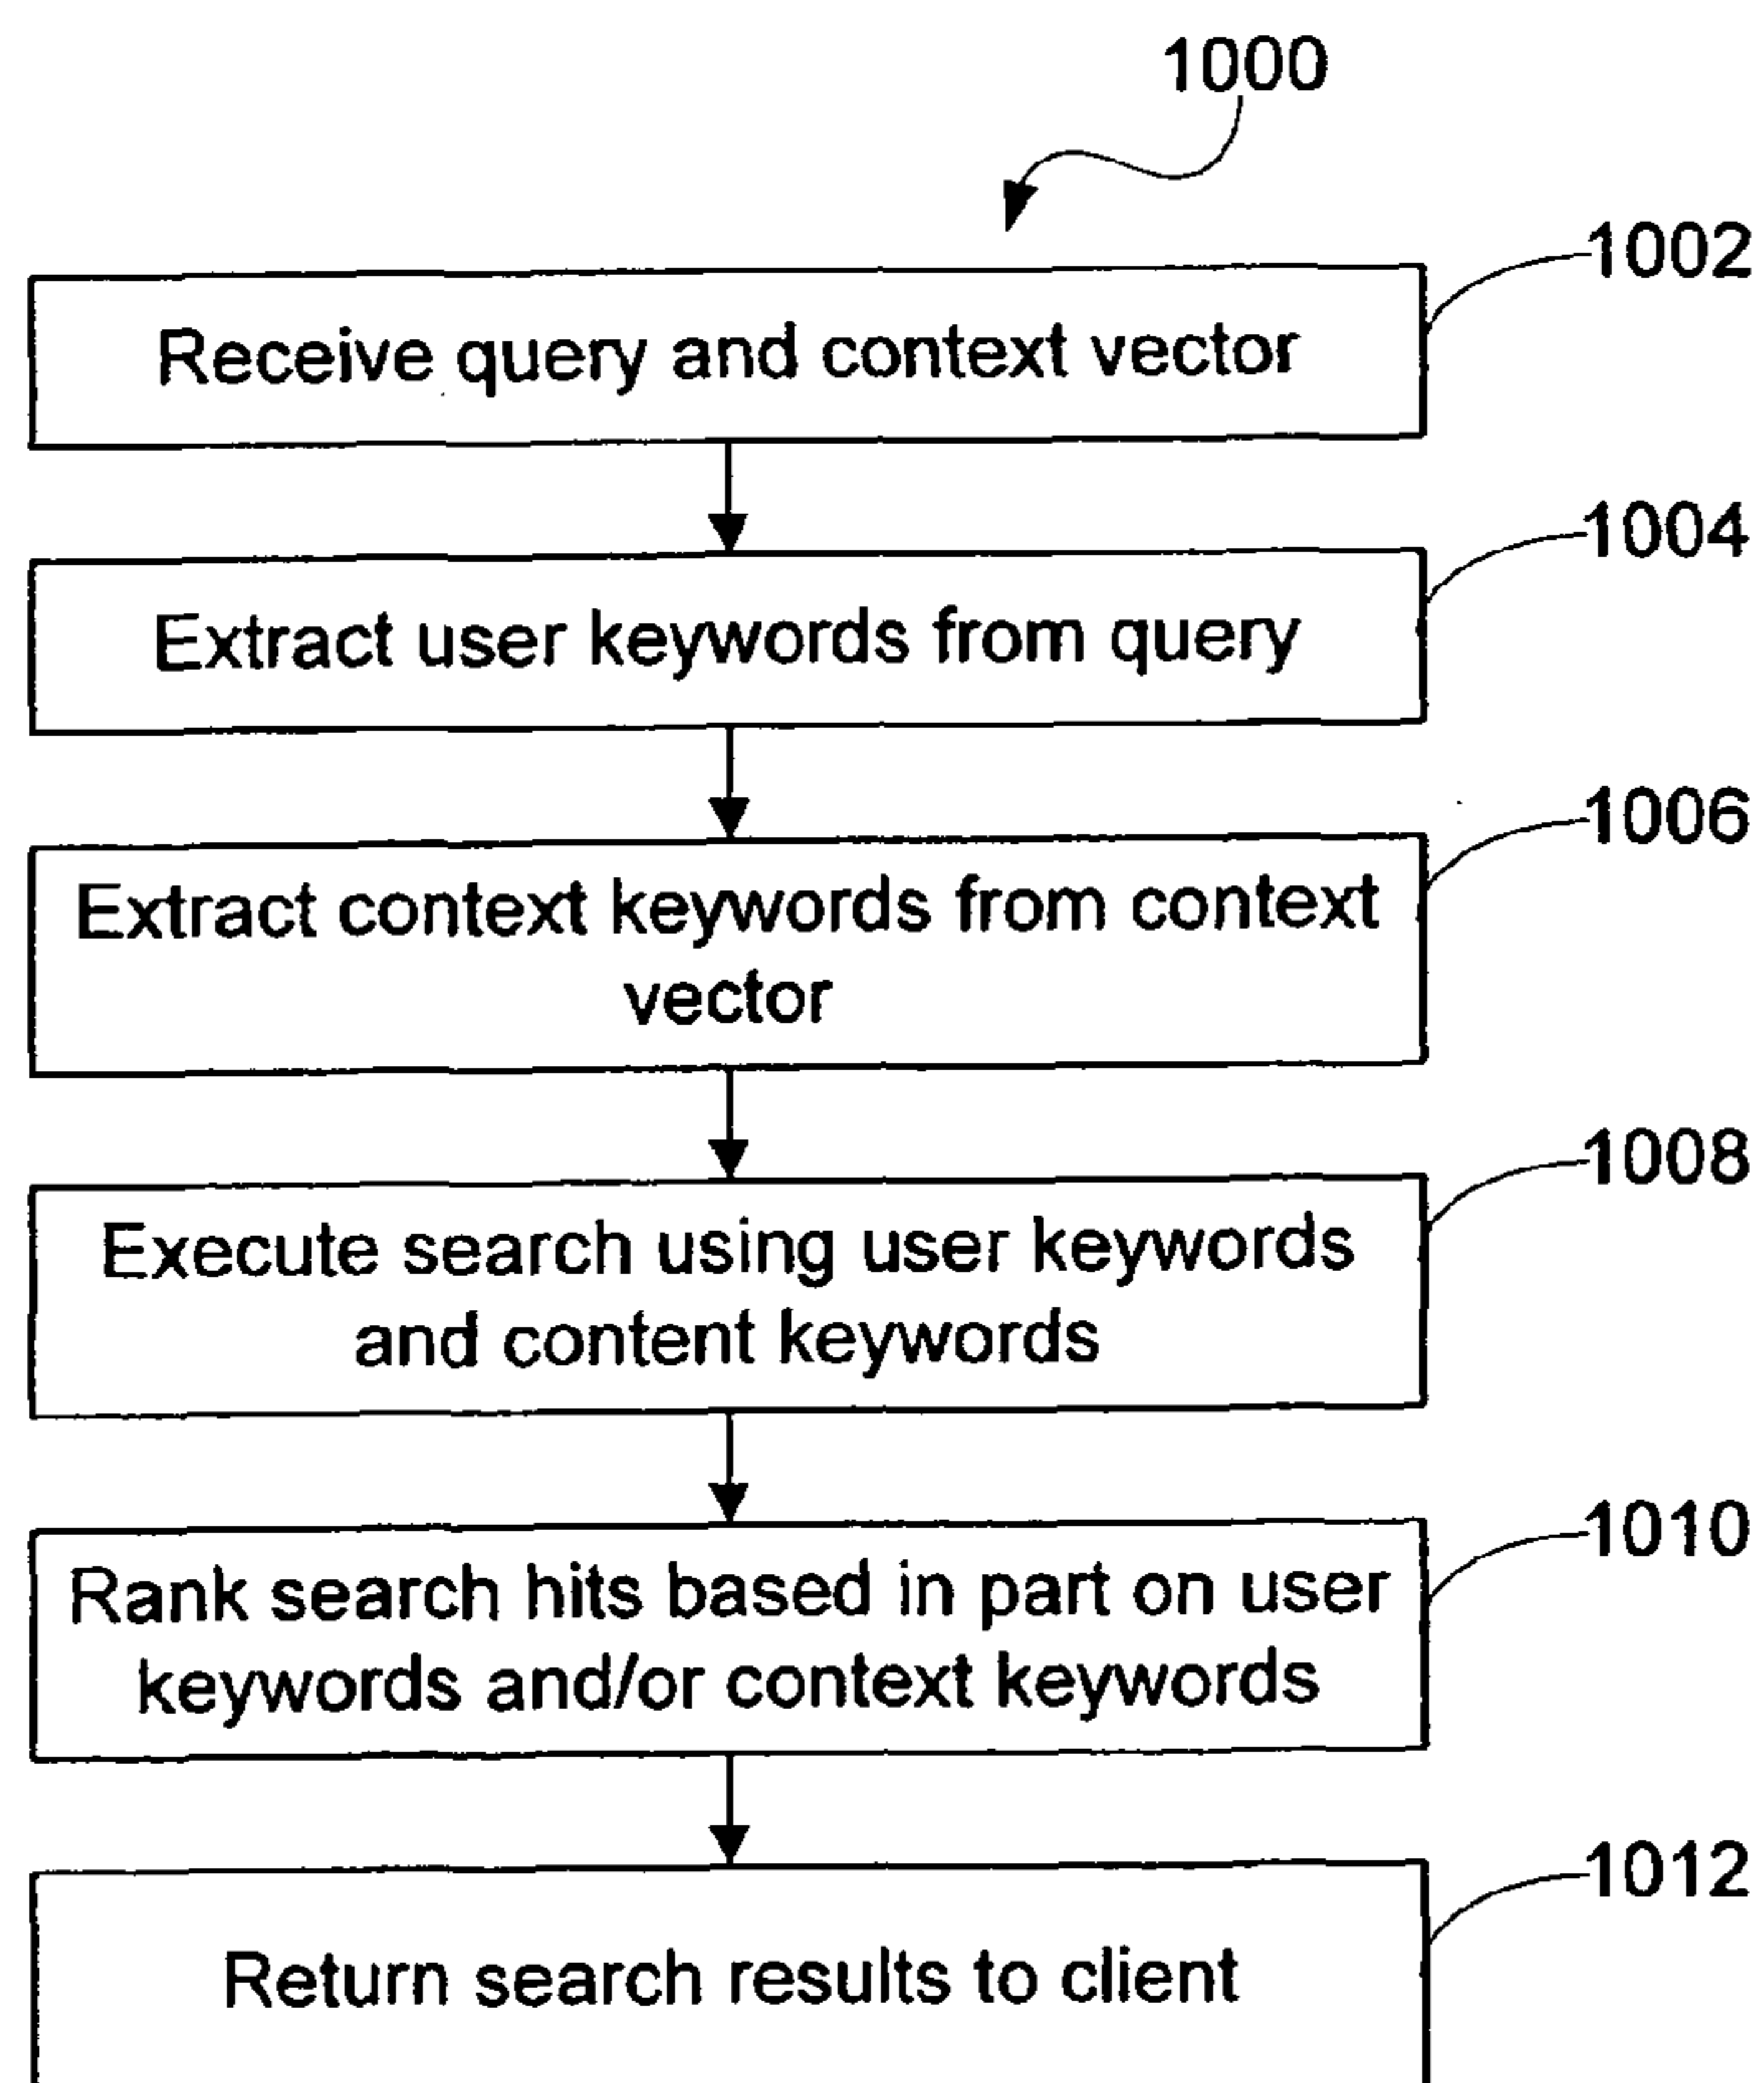 1000
1002
Receive query and context vector
1004
Extract user keywords from query
1006
Extract context keywords from context
vector
1008
Execute search using user keywords
and content keywords
1010
Rank search hits based in part on user
keywords and/or context keywords
1012
Return search results to client